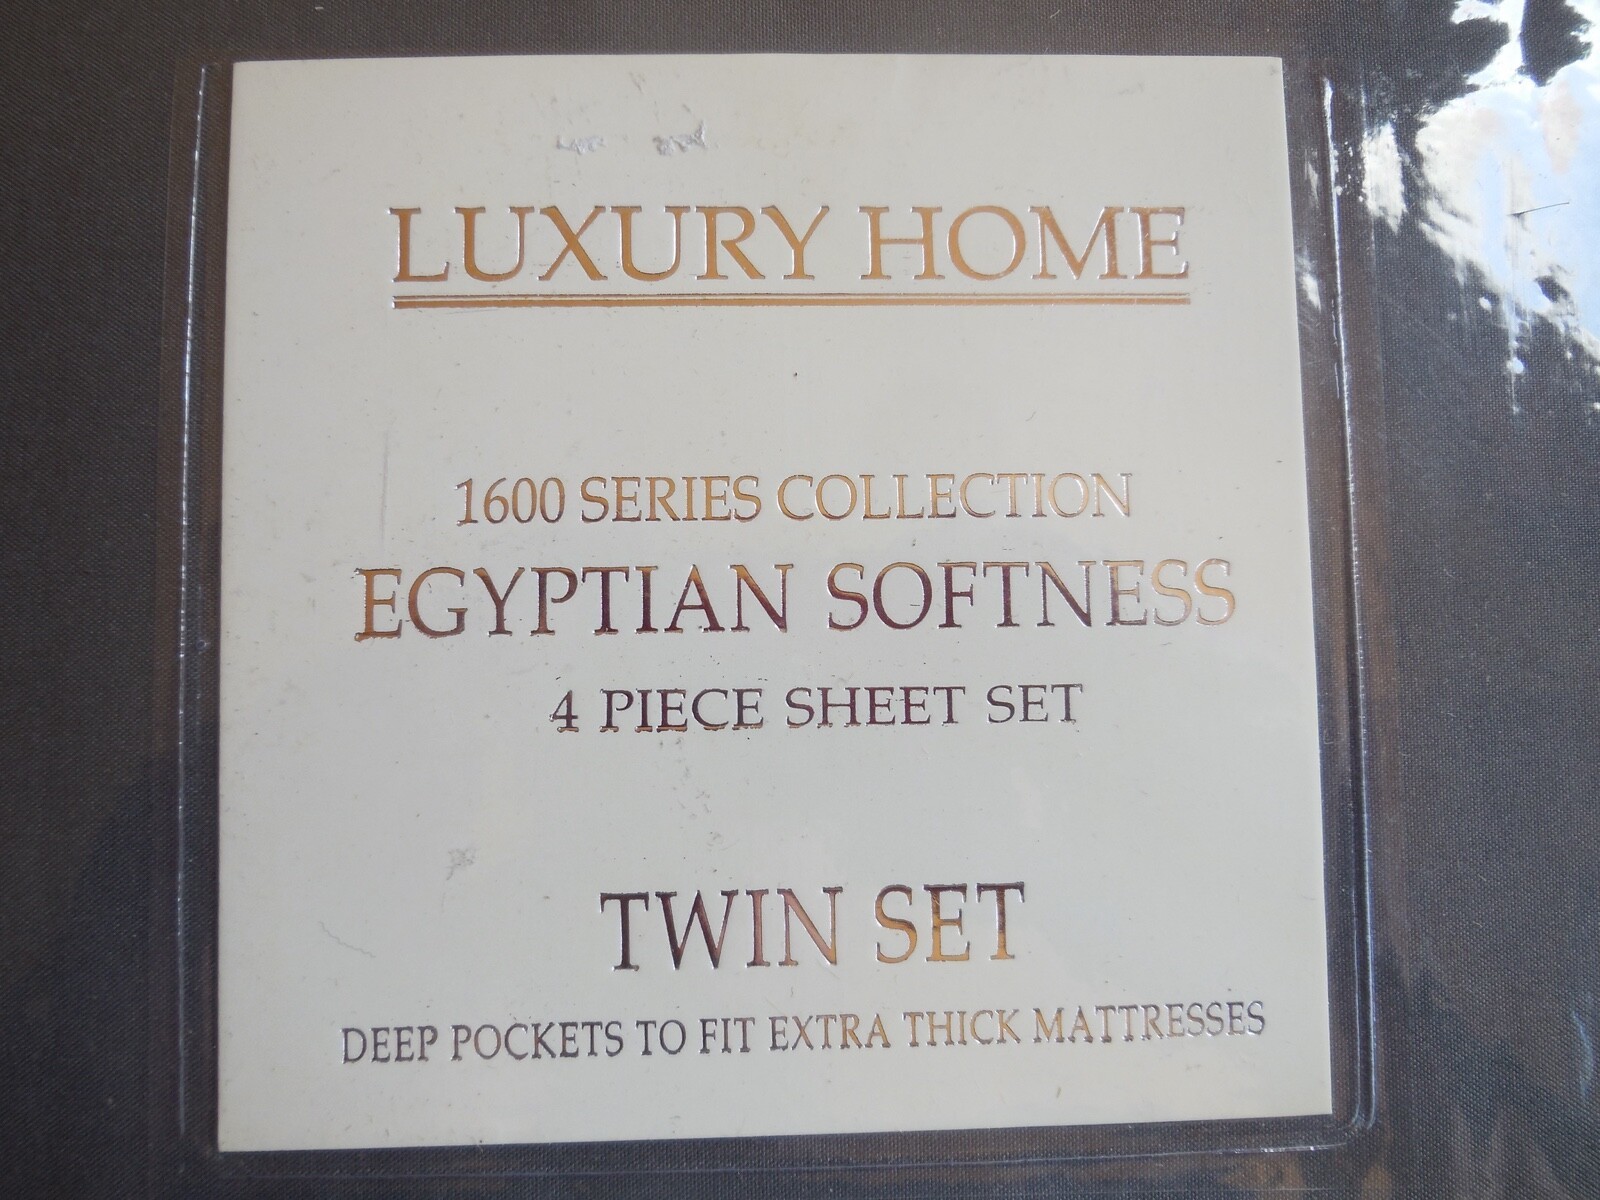 LUXURY HOME
1600 SERIES COLLECTION
EGYPTIAN SOFTNESS
4 PIECE SHEET SET
TWIN SET
DEEP POCKETS TO FIT EXTRA THICK MATTRESSES